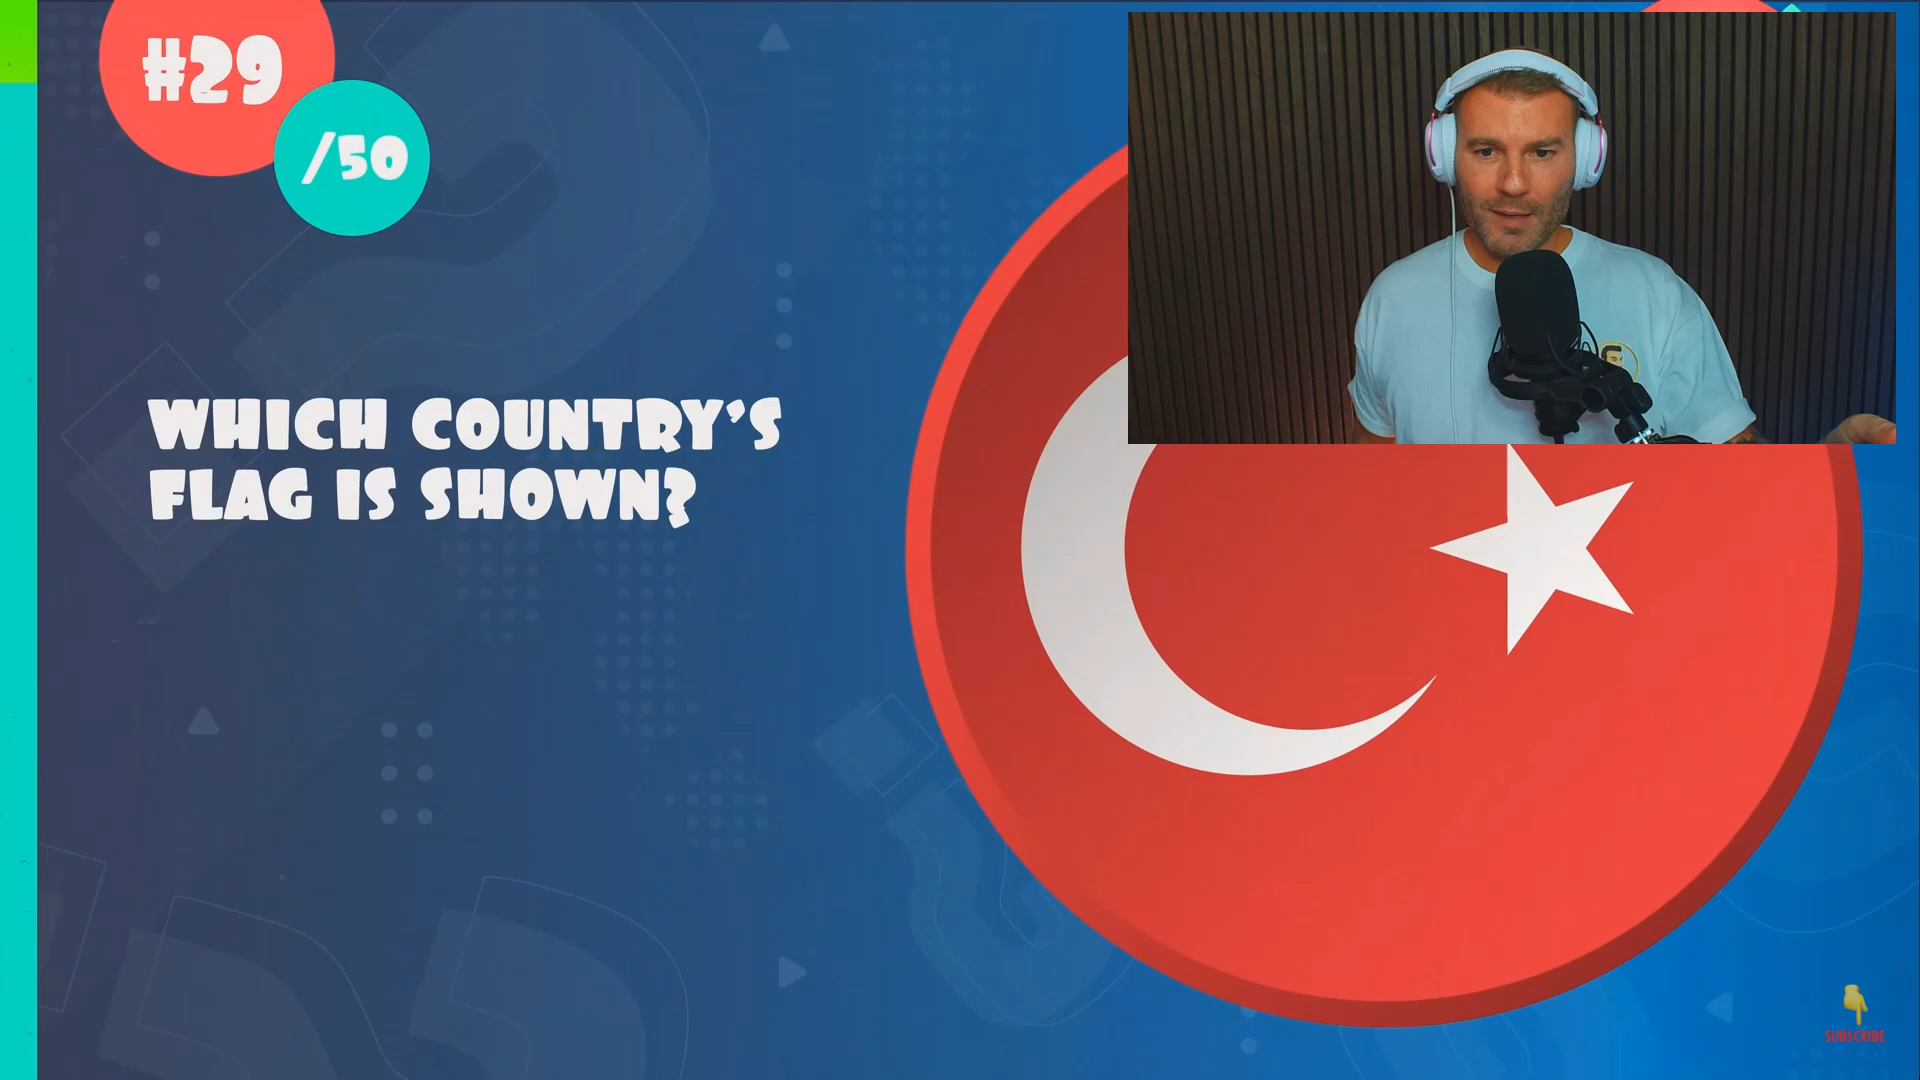 #29
/50
WHICH COUNTRY'S
FLAG IS SHOWN?
SUBSCRIBE